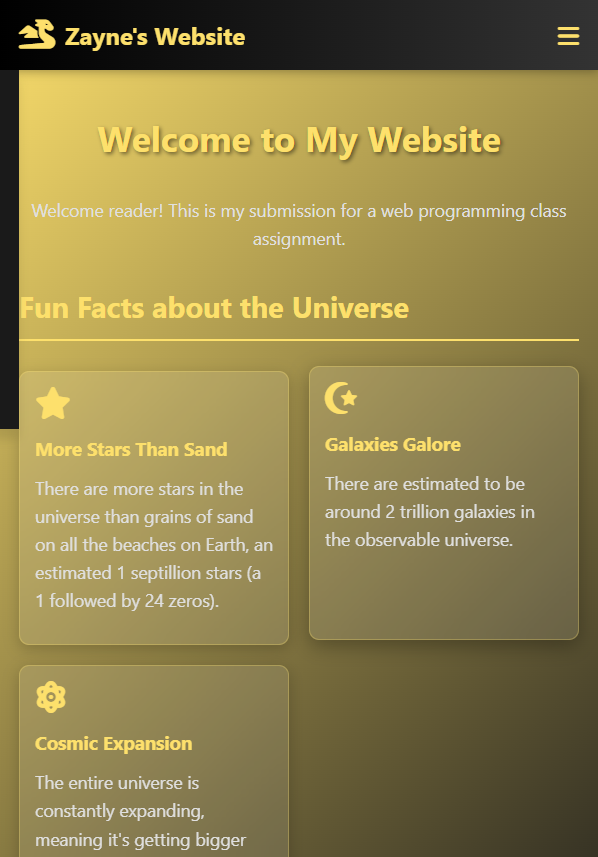 Zayne's Website
Welcome to My Website
Welcome reader! This is my submission for a web programming class
assignment.
Fun Facts about the Universe
More Stars Than Sand
There are more stars in the
universe than grains of sand
on all the beaches on Earth, an
estimated 1 septillion stars (a
1 followed by 24 zeros).
Galaxies Galore
There are estimated to be
around 2 trillion galaxies in
the observable universe.
Cosmic Expansion
The entire universe is
constantly expanding,
meaning it's getting bigger